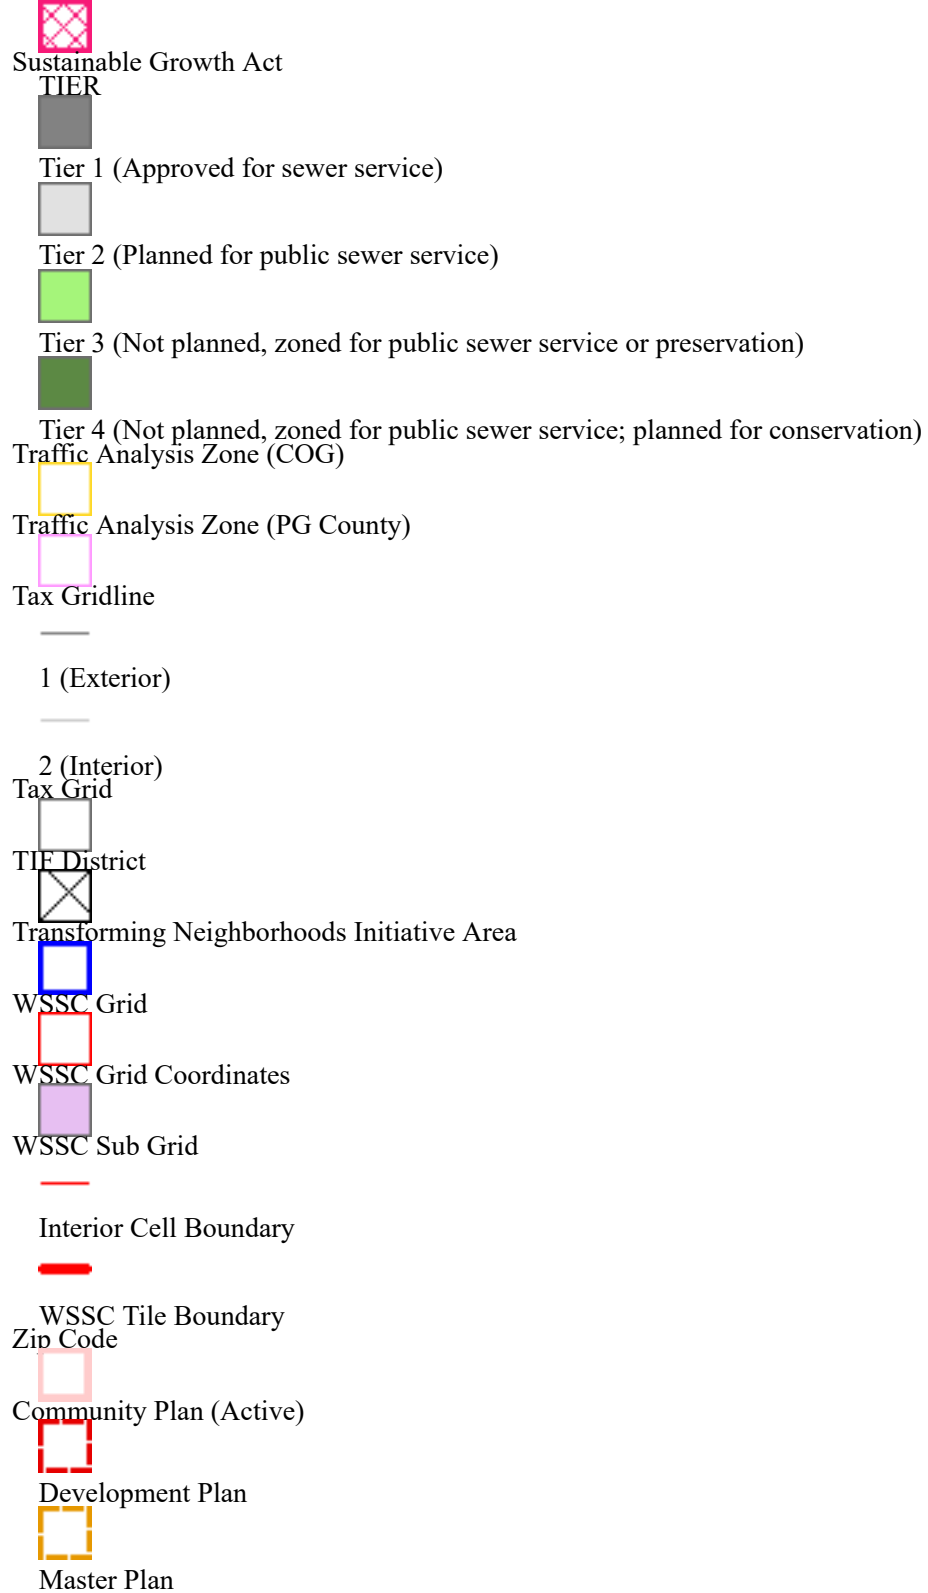 Sustainable Growth Act
TIER
Tier 1 (Approved for sewer service)
Tier 2 (Planned for public sewer service)
Tier 3 (Not planned, zoned for public sewer service or preservation)
Tier 4 (Not planned, zoned for public sewer service; planned for conservation)
Traffic Analysis Zone (COG)
Traffic Analysis Zone (PG County)
Tax Gridline
1 (Exterior)
2 (Interior)
Tax Grid
TIF District
Transforming Neighborhoods Initiative Area
WSSC Grid
WSSC Grid Coordinates
WSSC Sub Grid
Interior Cell Boundary
WSSC Tile Boundary
Zip Code
Community Plan (Active)
Development Plan
Master Plan